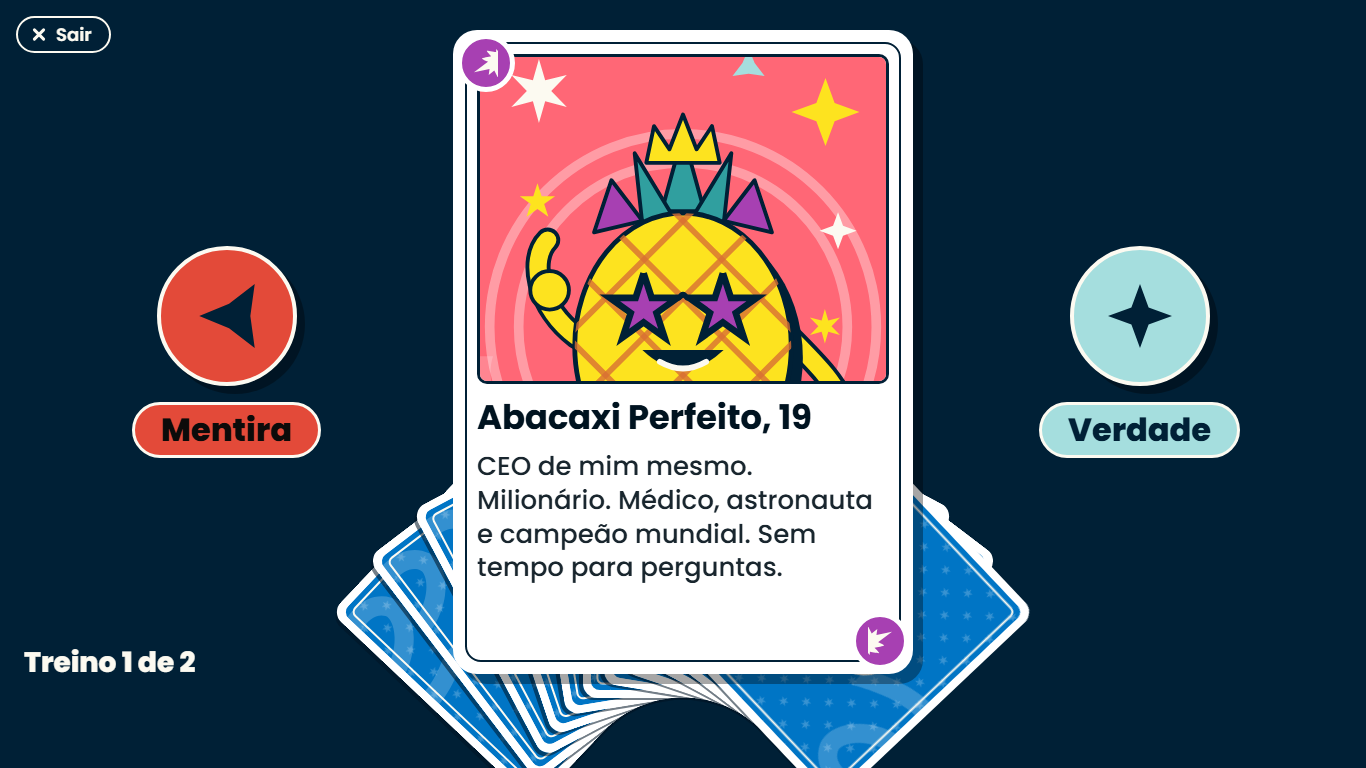 Sair
Mentira
Verdade
Abacaxi Perfeito, 19
CEO de mim mesmo.
Milionário. Médico, astronauta
e campeão mundial. Sem
tempo para perguntas.
Treino 1 de 2